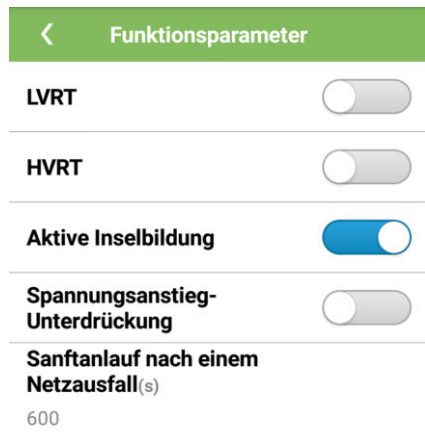 Funktionsparameter
LVRT
HVRT
Aktive Inselbildung
Spannungsanstieg-
Unterdrückung
Sanftanlauf nach einem
Netzausfall(s)
600